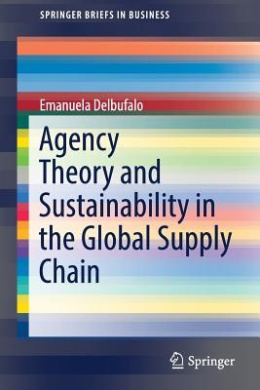 SPRINGER BRIEFS IN BUSINESS
Emanuela Delbufalo
Agency
Theory and
Sustainability in
the Global Supply
Chain
Springer